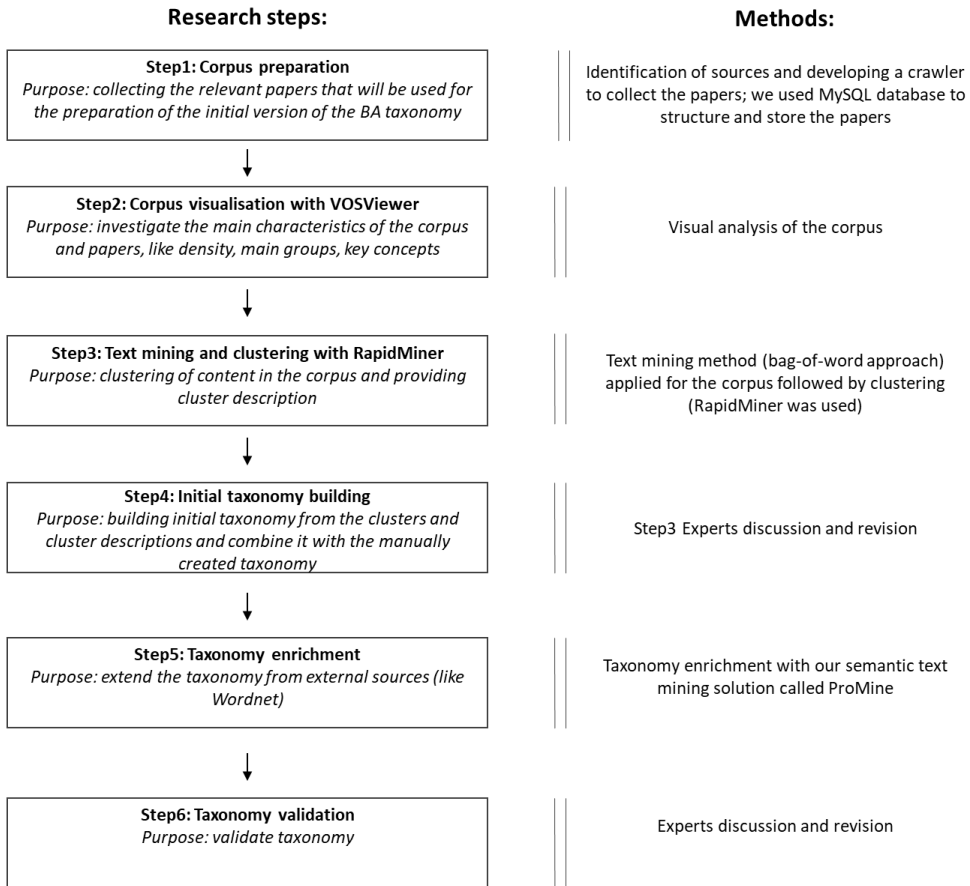 Research steps:
Methods:
Step1: Corpus preparation
Purpose: collecting the relevant papers that will be used for
the preparation of the initial version of the BA taxonomy
Identification of sources and developing a crawler
to collect the papers; we used MySQL database to
structure and store the papers
Step2: Corpus visualisation with VOSViewer
Purpose: investigate the main characteristics of the corpus
and papers, like density, main groups, key concepts
Visual analysis of the corpus
Step3: Text mining and clustering with RapidMiner
Purpose: clustering of content in the corpus and providing
cluster description
Text mining method (bag-of-word approach)
applied for the corpus followed by clustering
(RapidMiner was used)
Step4: Initial taxonomy building
Purpose: building initial taxonomy from the clusters and
cluster descriptions and combine it with the manually
created taxonomy
Step3 Experts discussion and revision
Step5: Taxonomy enrichment
Purpose: extend the taxonomy from external sources (like
Wordnet)
Taxonomy enrichment with our semantic text
mining solution called ProMine
Step6: Taxonomy validation
Purpose: validate taxonomy
Experts discussion and revision